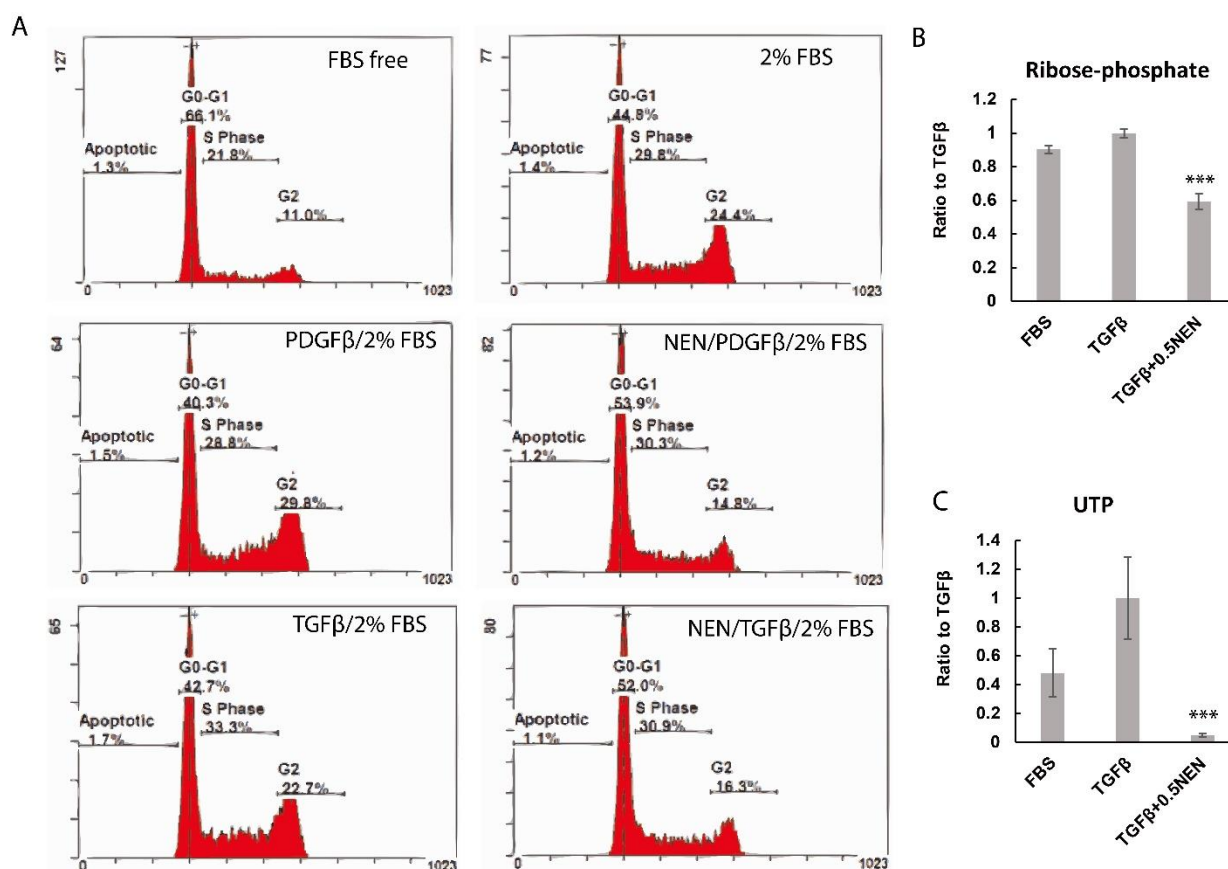 A
127
FBS free
G0-G1
66.1%
S Phase
21.8%
Apoptotic
1.3%
G2
11.0%
0
1023
77
2% FBS
G0-G1
44.8%
S Phase
29.8%
Apoptotic
1.4%
G2
24.4%
0
1023
64
PDGFβ/2% FBS
G0-G1
40.3%
S Phase
28.8%
Apoptotic
1.5%
G2
29.8%
0
1023
82
NEN/PDGFβ/2% FBS
G0-G1
53.9%
S Phase
30.3%
Apoptotic
1.2%
G2
14.8%
0
1023
65
TGFβ/2% FBS
G0-G1
42.7%
S Phase
33.3%
Apoptotic
1.7%
G2
22.7%
0
1023
80
NEN/TGFβ/2% FBS
G0-G1
52.0%
S Phase
30.9%
Apoptotic
1.1%
G2
16.3%
0
1023
B
Ribose-phosphate
Ratio to TGFβ
1.2
1
0.8
0.6
0.4
0.2
0
***
FBS
TGFβ
TGFβ+0.5NEN
C
UTP
Ratio to TGFβ
1.4
1.2
1
0.8
0.6
0.4
0.2
0
***
FBS
TGFβ
TGFβ+0.5NEN